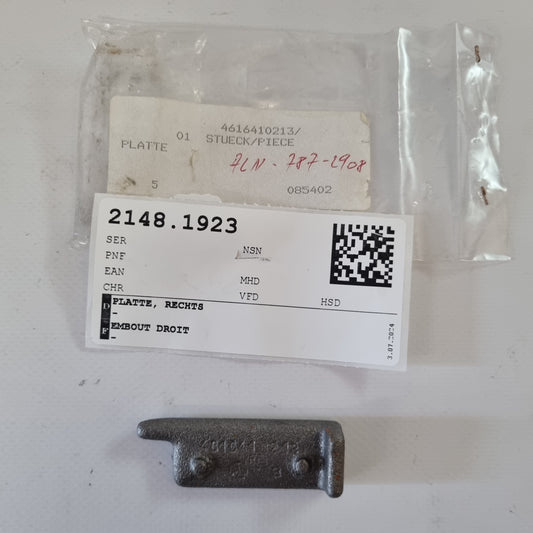 4616410213/
01 STUECK/PIECE
PLATTE
ALN - 787-2908
5 085402
2148.1923
SER
NSN
PNF
EAN
MHD
CHR
VFD HSD
D PLATTE, RECHTS
-
F EMBOUT DROIT
-
3.07.2024